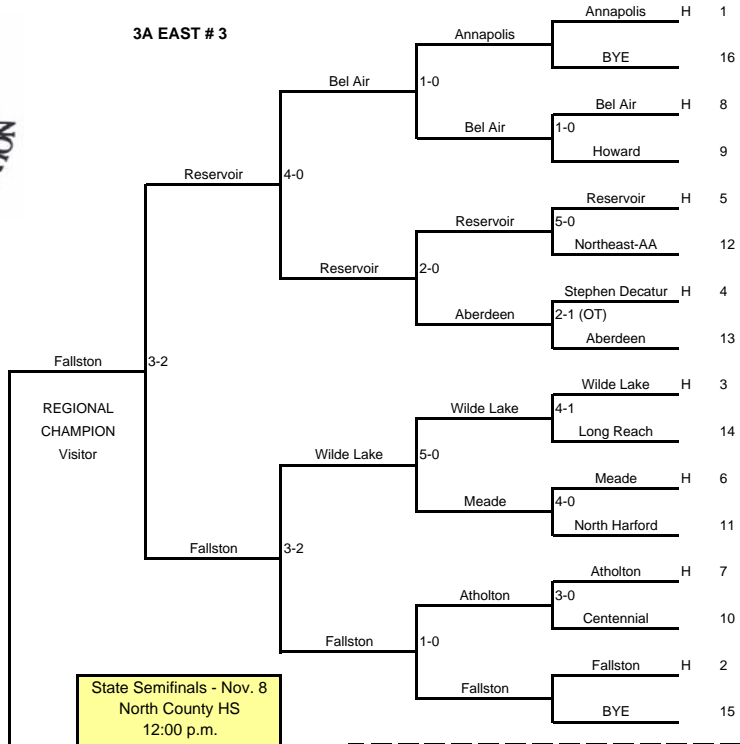 Annapolis H 1
3A EAST # 3
Annapolis
BYE 16
Bel Air
1-0
Bel Air H 8
Bel Air
1-0
Howard 9
Reservoir
4-0
Reservoir H 5
Reservoir
5-0
Northeast-AA 12
Reservoir
2-0
Stephen Decatur H 4
Aberdeen
2-1 (OT)
Aberdeen 13
Fallston
3-2
REGIONAL
CHAMPION
Visitor
Wilde Lake H 3
Wilde Lake
4-1
Long Reach 14
Wilde Lake
5-0
Meade H 6
Meade
4-0
North Harford 11
Fallston
3-2
Atholton H 7
Atholton
3-0
Centennial 10
Fallston
1-0
Fallston H 2
Fallston
BYE 15
State Semifinals - Nov. 8
North County HS
12:00 p.m.